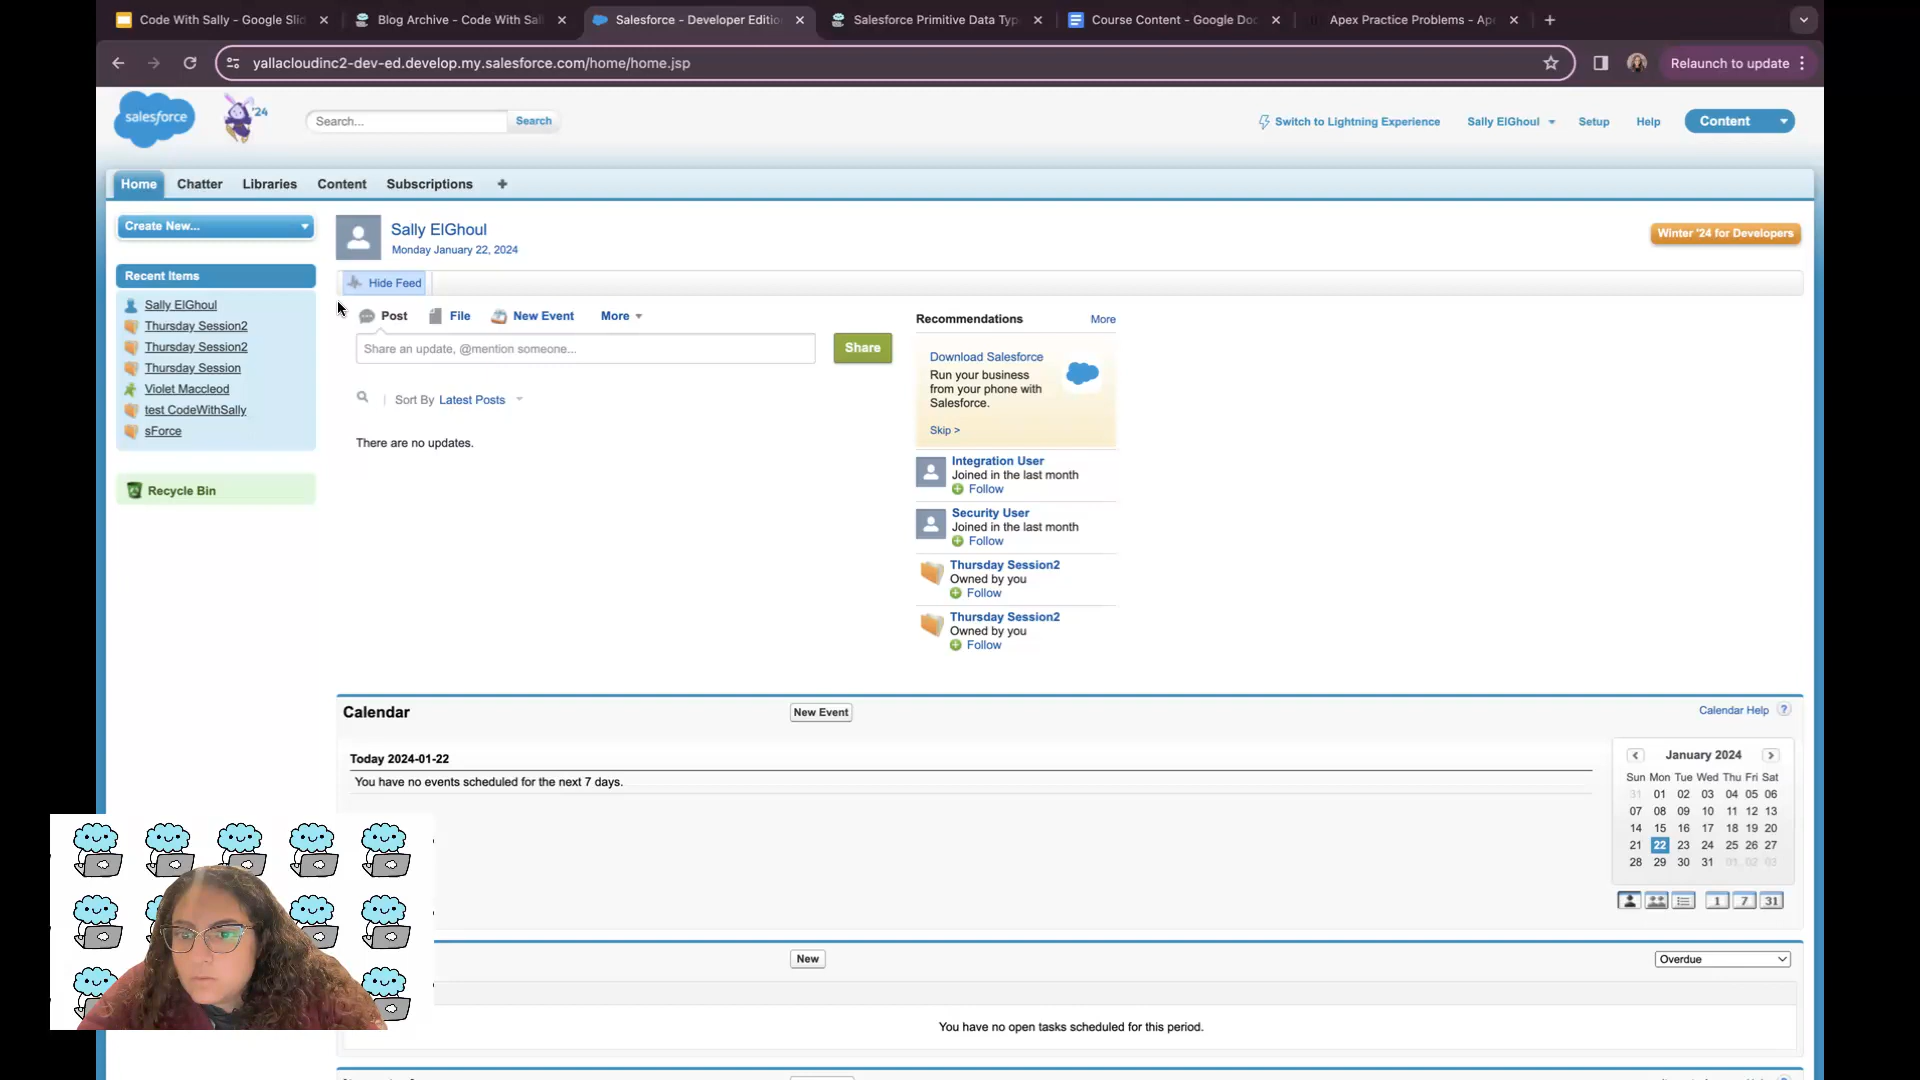 Code With Sally - Google Slid
Blog Archive - Code With Sall
Salesforce - Developer Editio
Salesforce Primitive Data Typ
Course Content - Google Doc
Apex Practice Problems - Ape
yallacloudinc2-dev-ed.develop.my.salesforce.com/home/home.jsp
Relaunch to update
salesforce
'24
Search...
Search
Switch to Lightning Experience
Sally ElGhoul
Setup
Help
Content
Home
Chatter
Libraries
Content
Subscriptions
+
Create New...
Recent Items
Sally ElGhoul
Thursday Session2
Thursday Session2
Thursday Session
Violet Maccleod
test CodeWithSally
sForce
Recycle Bin
Sally ElGhoul
Monday January 22, 2024
Winter '24 for Developers
Hide Feed
Post
File
New Event
More
Share an update, @mention someone...
Share
Sort By Latest Posts
There are no updates.
Recommendations
More
Download Salesforce
Run your business
from your phone with
Salesforce.
Skip >
Integration User
Joined in the last month
Follow
Security User
Joined in the last month
Follow
Thursday Session2
Owned by you
Follow
Thursday Session2
Owned by you
Follow
Calendar
New Event
Calendar Help ?
Today 2024-01-22
You have no events scheduled for the next 7 days.
January 2024
Sun Mon Tue Wed Thu Fri Sat
31 01 02 03 04 05 06
07 08 09 10 11 12 13
14 15 16 17 18 19 20
21 22 23 24 25 26 27
28 29 30 31 01 02 03
1 7 31
New
Overdue
You have no open tasks scheduled for this period.